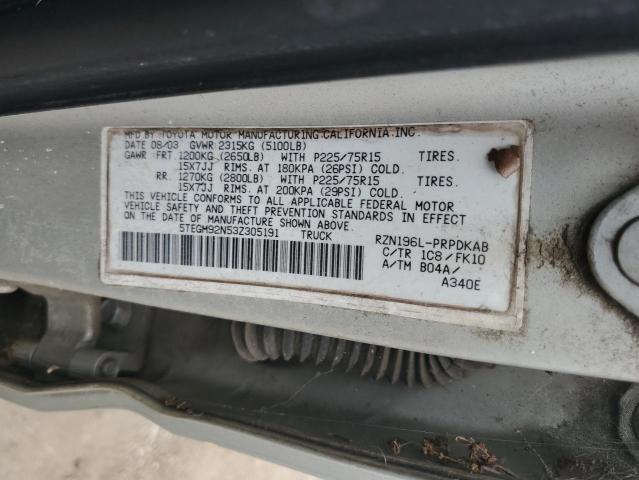 MFD.BY TOYOTA MOTOR MANUFACTURING CALIFORNIA.INC.
DATE 08/03 GVWR 2315KG (5100LB)
GAWR FRT. 1200KG (2650LB) WITH P225/75R15 TIRES.
15X7JJ RIMS. AT 180KPA (26PSI) COLD.
RR. 1270KG (2800LB) WITH P225/75R15 TIRES.
15X7JJ RIMS. AT 200KPA (29PSI) COLD.
THIS VEHICLE CONFORMS TO ALL APPLICABLE FEDERAL MOTOR
VEHICLE SAFETY AND THEFT PREVENTION STANDARDS IN EFFECT
ON THE DATE OF MANUFACTURE SHOWN ABOVE.
5TEGM92N53Z305191 TRUCK
RZN196L-PRPDKAB
C/TR 1C8/FK10
A/TM B04A/
A340E